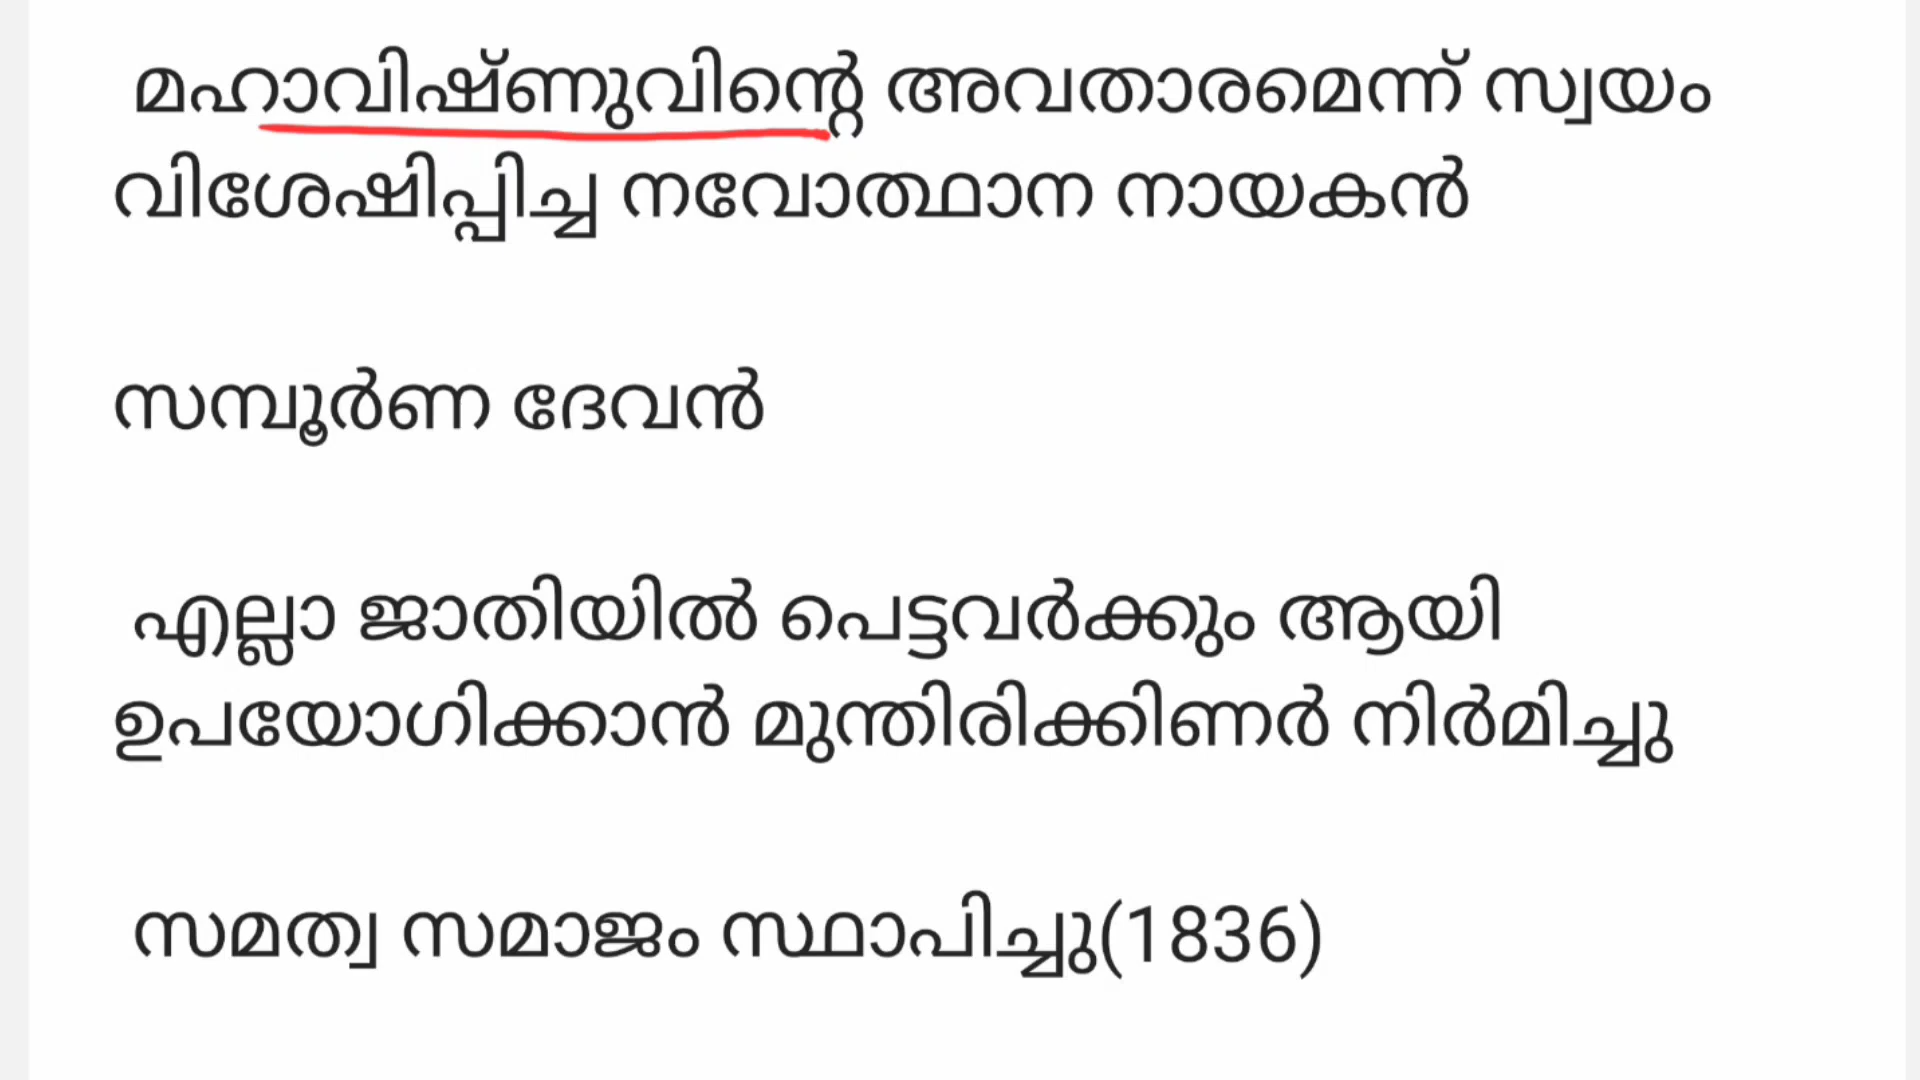 മഹാവിഷ്ണുവിന്റെ അവതാരമെന്ന് സ്വയം
വിശേഷിപ്പിച്ച നവോത്ഥാന നായകൻ
സമ്പൂർണ ദേവൻ
എല്ലാ ജാതിയിൽ പെട്ടവർക്കും ആയി
ഉപയോഗിക്കാൻ മുന്തിരിക്കിണർ നിർമിച്ചു
സമത്വ സമാജം സ്ഥാപിച്ചു(1836)